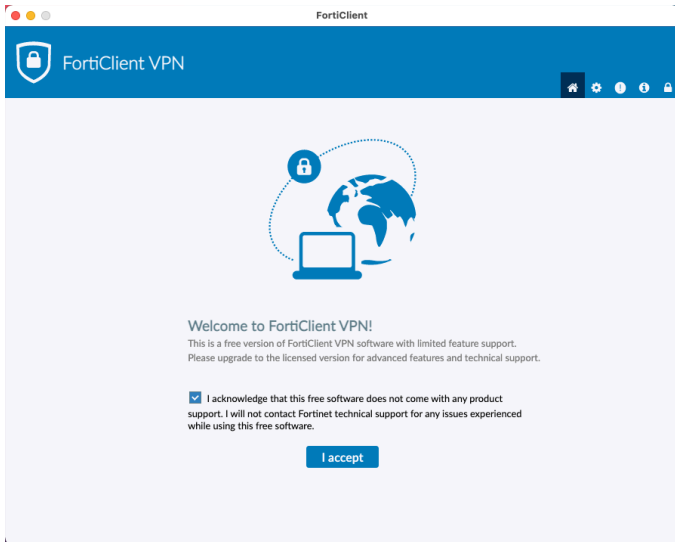 FortiClient
FortiClient VPN
Welcome to FortiClient VPN!
This is a free version of FortiClient VPN software with limited feature support.
Please upgrade to the licensed version for advanced features and technical support.
I acknowledge that this free software does not come with any product
support. I will not contact Fortinet technical support for any issues experienced
while using this free software.
I accept